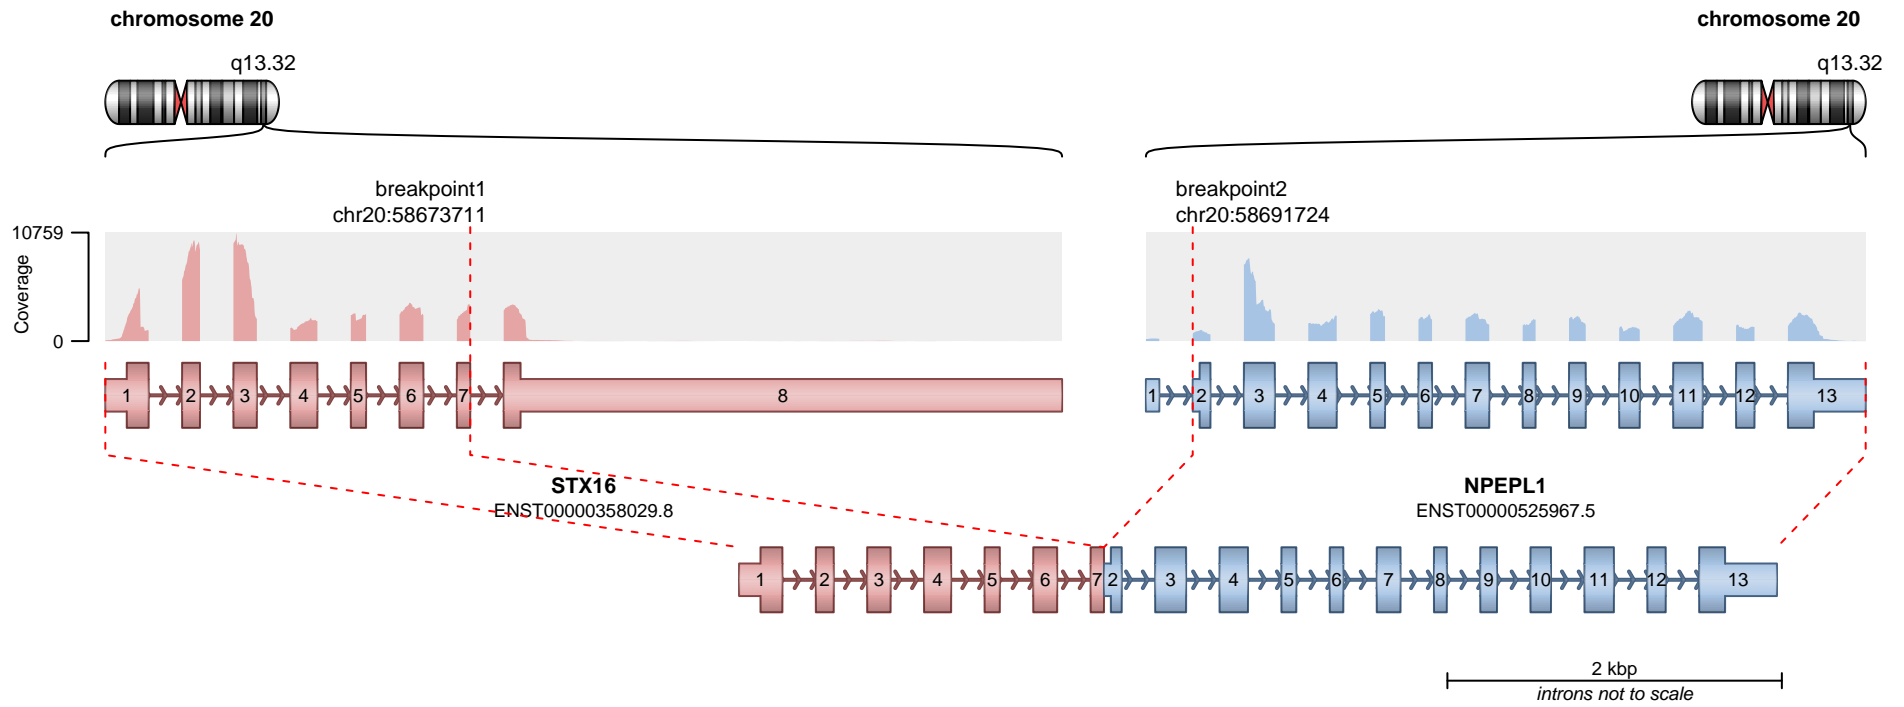 chromosome 20
chromosome 20
q13.32
q13.32
breakpoint1
chr20:58673711
breakpoint2
chr20:58691724
10759
Coverage
0
1 2 3 4 5 6 7 8
1 2 3 4 5 6 7 8 9 10 11 12 13
STX16
ENST00000358029.8
NPEPL1
ENST00000525967.5
1 2 3 4 5 6 7 2 3 4 5 6 7 8 9 10 11 12 13
2 kbp
introns not to scale